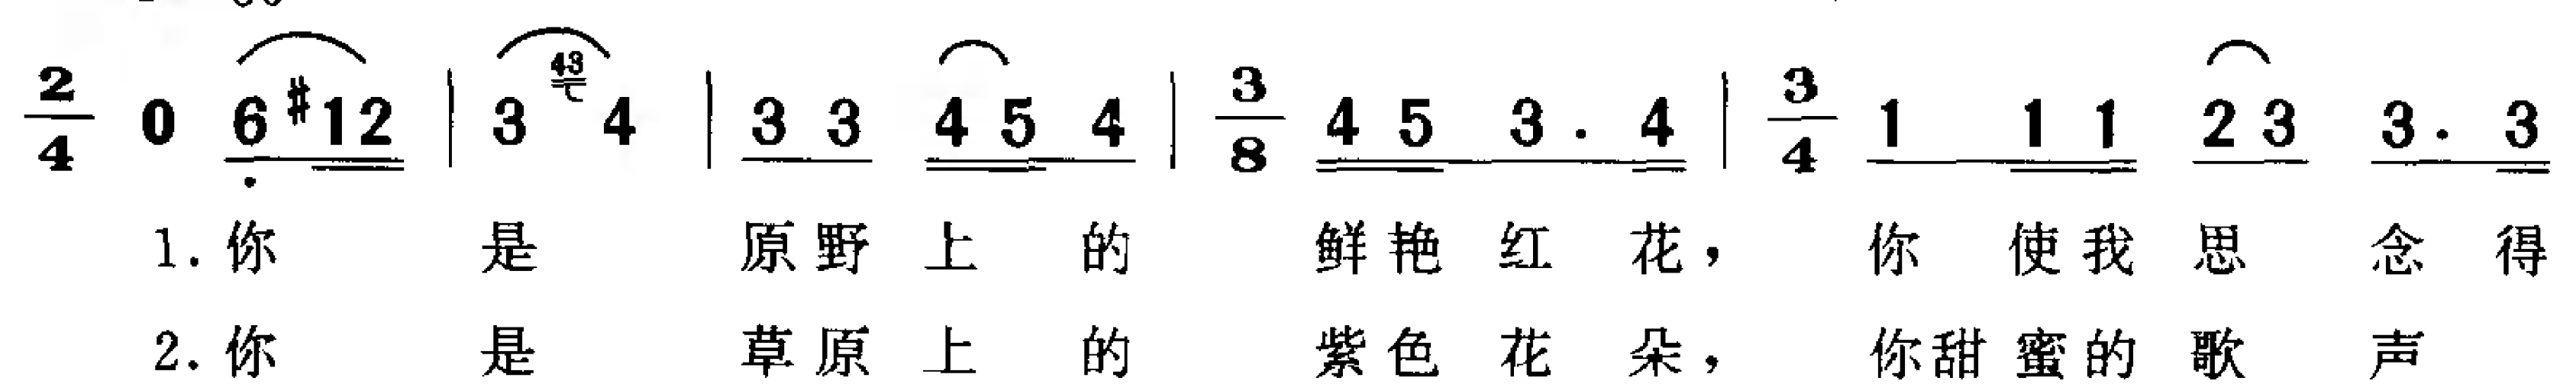 2/4 0 6 #12 | 3 43 4 | 3 3 4 5 4 | 3/8 4 5 3 . 4 | 3/4 1 1 1 2 3 3 . 3
1. 你 是 原 野 上 的 鲜 艳 红 花， 你 使 我 思 念 得
2. 你 是 草 原 上 的 紫 色 花 朵， 你 甜 蜜 的 歌 声